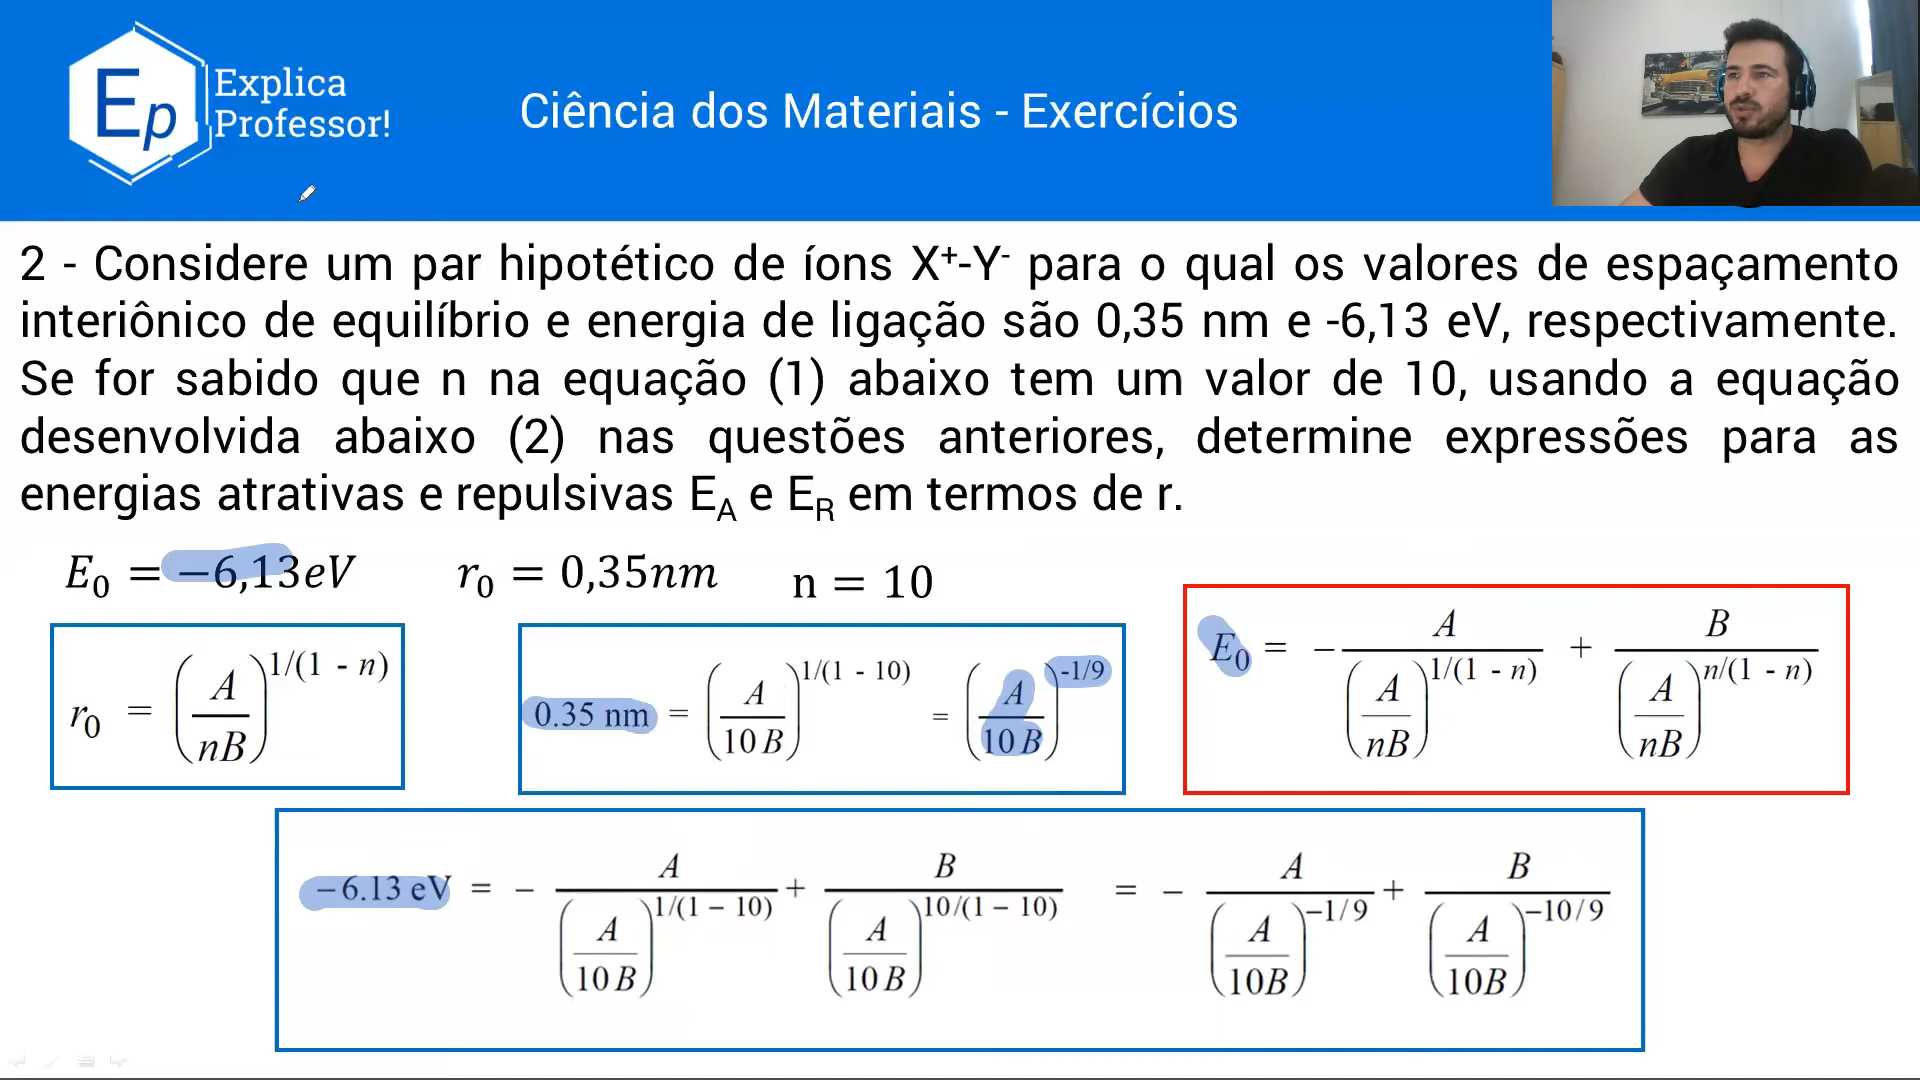 Ep Explica
Professor!
Ciência dos Materiais - Exercícios
2 - Considere um par hipotético de íons X⁺-Y⁻ para o qual os valores de espaçamento
interiônico de equilíbrio e energia de ligação são 0,35 nm e -6,13 eV, respectivamente.
Se for sabido que n na equação (1) abaixo tem um valor de 10, usando a equação
desenvolvida abaixo (2) nas questões anteriores, determine expressões para as
energias atrativas e repulsivas E_A e E_R em termos de r.
E₀ = −6,13eV r₀ = 0,35nm n = 10
r₀ = (A/nB)^1/(1 - n)
0.35 nm = (A/10 B)^1/(1 - 10) = (A/10 B)^-1/9
E₀ = − A/(A/nB)^1/(1 - n) + B/(A/nB)^n/(1 - n)
−6.13 eV = − A/(A/10 B)^1/(1 − 10) + B/(A/10 B)^10/(1 − 10) = − A/(A/10B)^−1/9 + B/(A/10B)^−10/9